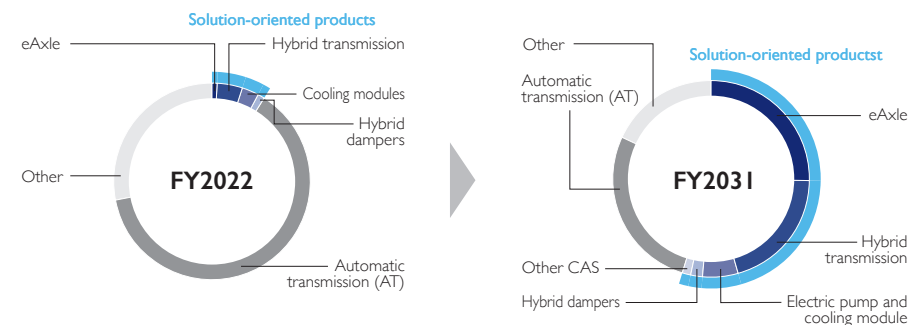 Solution-oriented products
eAxle
Hybrid transmission
Cooling modules
Hybrid
dampers
Other
FY2022
Automatic
transmission (AT)
Other
Solution-oriented productst
Automatic
transmission (AT)
eAxle
FY2031
Hybrid
transmission
Other CAS
Hybrid dampers
Electric pump and
cooling module